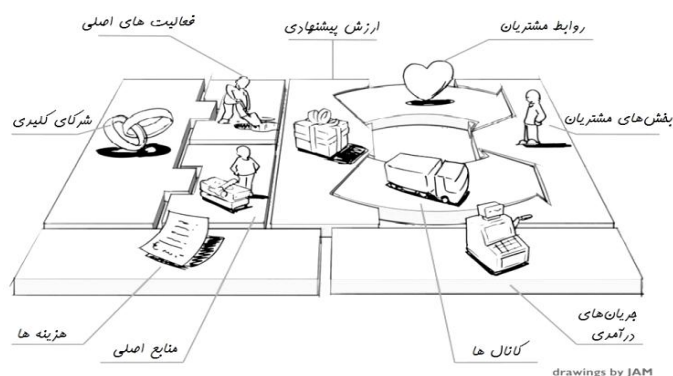 فعالیت های اصلی
ارزش پیشنهادی
روابط مشتریان
شرکای کلیدی
بخش‌های مشتریان
هزینه ها
منابع اصلی
کانال ها
جریان‌های
درآمدی
drawings by JAM